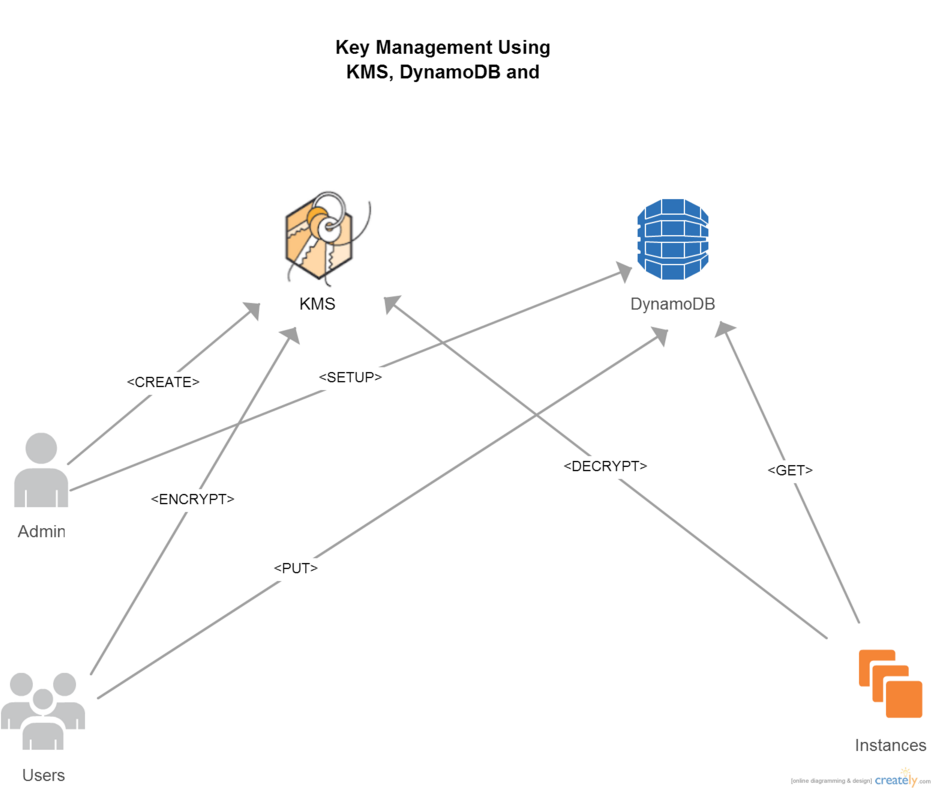 Key Management Using
KMS, DynamoDB and
KMS
DynamoDB
<CREATE>
<SETUP>
<DECRYPT>
<GET>
<ENCRYPT>
Admin
<PUT>
Instances
Users
[online diagramming & design] creately.com